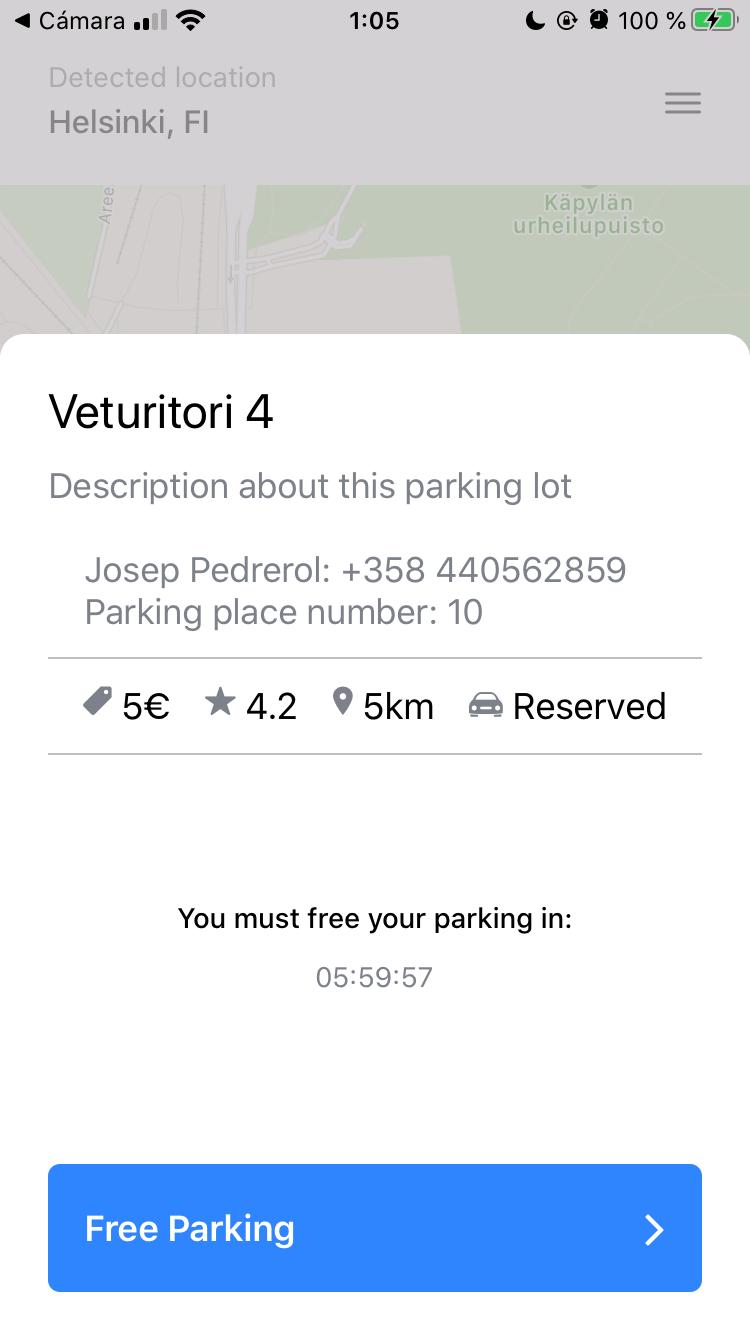 Cámara
1:05
100 %
Detected location
Helsinki, FI
Aree
Käpylän
urheilupuisto
Veturitori 4
Description about this parking lot
Josep Pedrerol: +358 440562859
Parking place number: 10
5€ 4.2 5km Reserved
You must free your parking in:
05:59:57
Free Parking